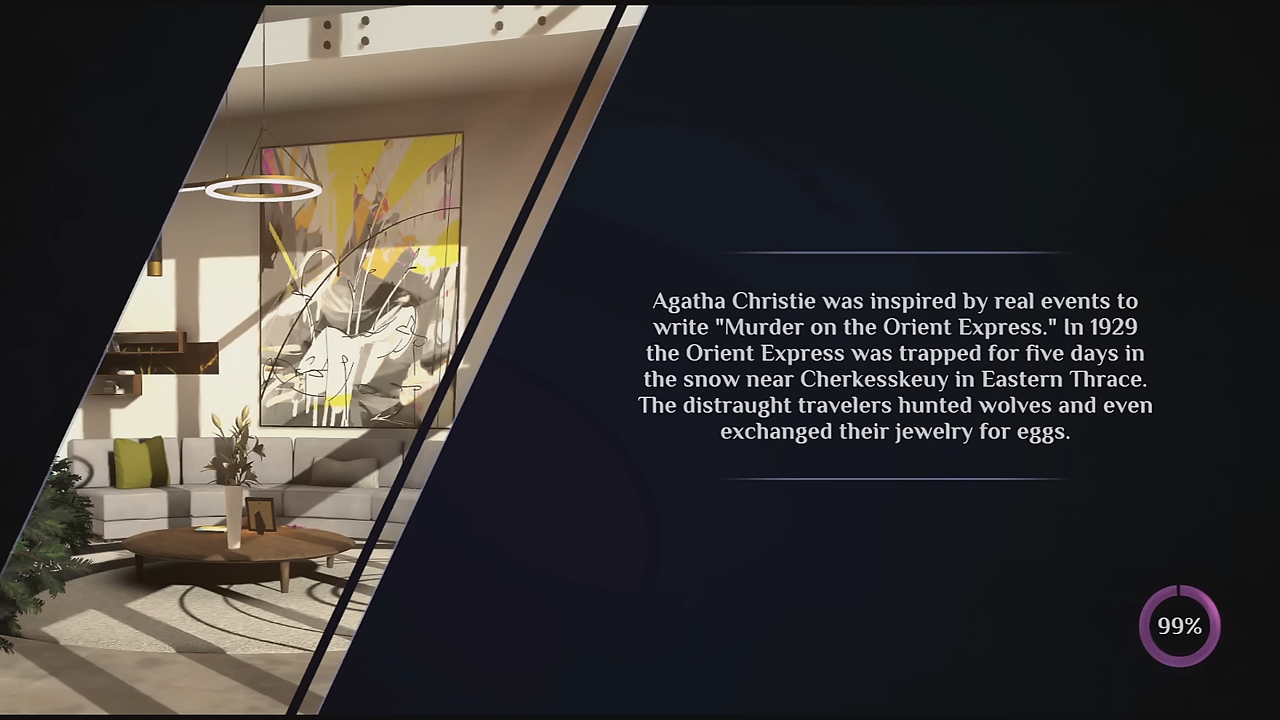 Agatha Christie was inspired by real events to
write "Murder on the Orient Express." In 1929
the Orient Express was trapped for five days in
the snow near Cherkesskeuy in Eastern Thrace.
The distraught travelers hunted wolves and even
exchanged their jewelry for eggs.
99%